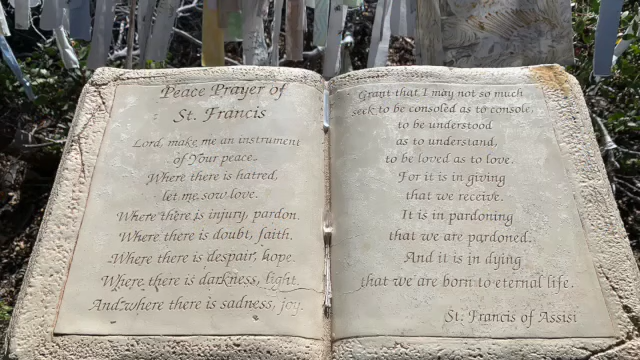 Peace Prayer of
St. Francis
Lord, make me an instrument
of Your peace.
Where there is hatred,
let me sow love.
Where there is injury, pardon.
Where there is doubt, faith.
Where there is despair, hope.
Where there is darkness, light.
And where there is sadness, joy.
Grant that I may not so much
seek to be consoled as to console,
to be understood
as to understand,
to be loved as to love.
For it is in giving
that we receive.
It is in pardoning
that we are pardoned.
And it is in dying
that we are born to eternal life.
St. Francis of Assisi